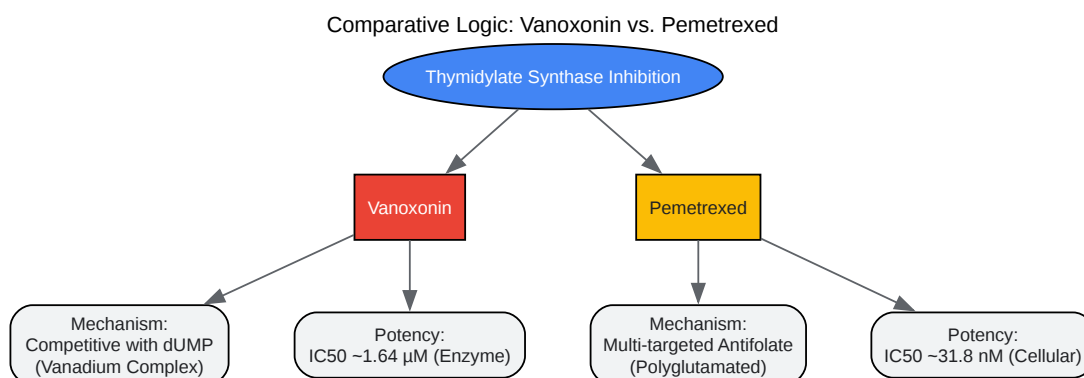 Comparative Logic: Vanoxonin vs. Pemetrexed
Thymidylate Synthase Inhibition
Vanoxonin
Pemetrexed
Mechanism:
Competitive with dUMP
(Vanadium Complex)
Potency:
IC50 ~1.64 µM (Enzyme)
Mechanism:
Multi-targeted Antifolate
(Polyglutamated)
Potency:
IC50 ~31.8 nM (Cellular)